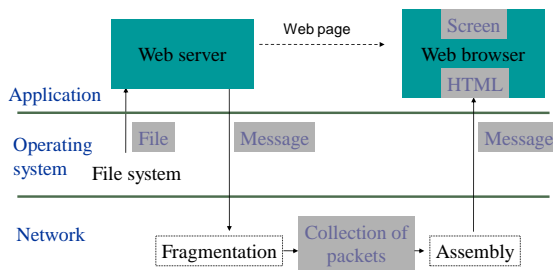 Web page
Screen
Web server
Web browser
HTML
Application
File
Message
Message
Operating
system
File system
Network
Fragmentation
Collection of
packets
Assembly